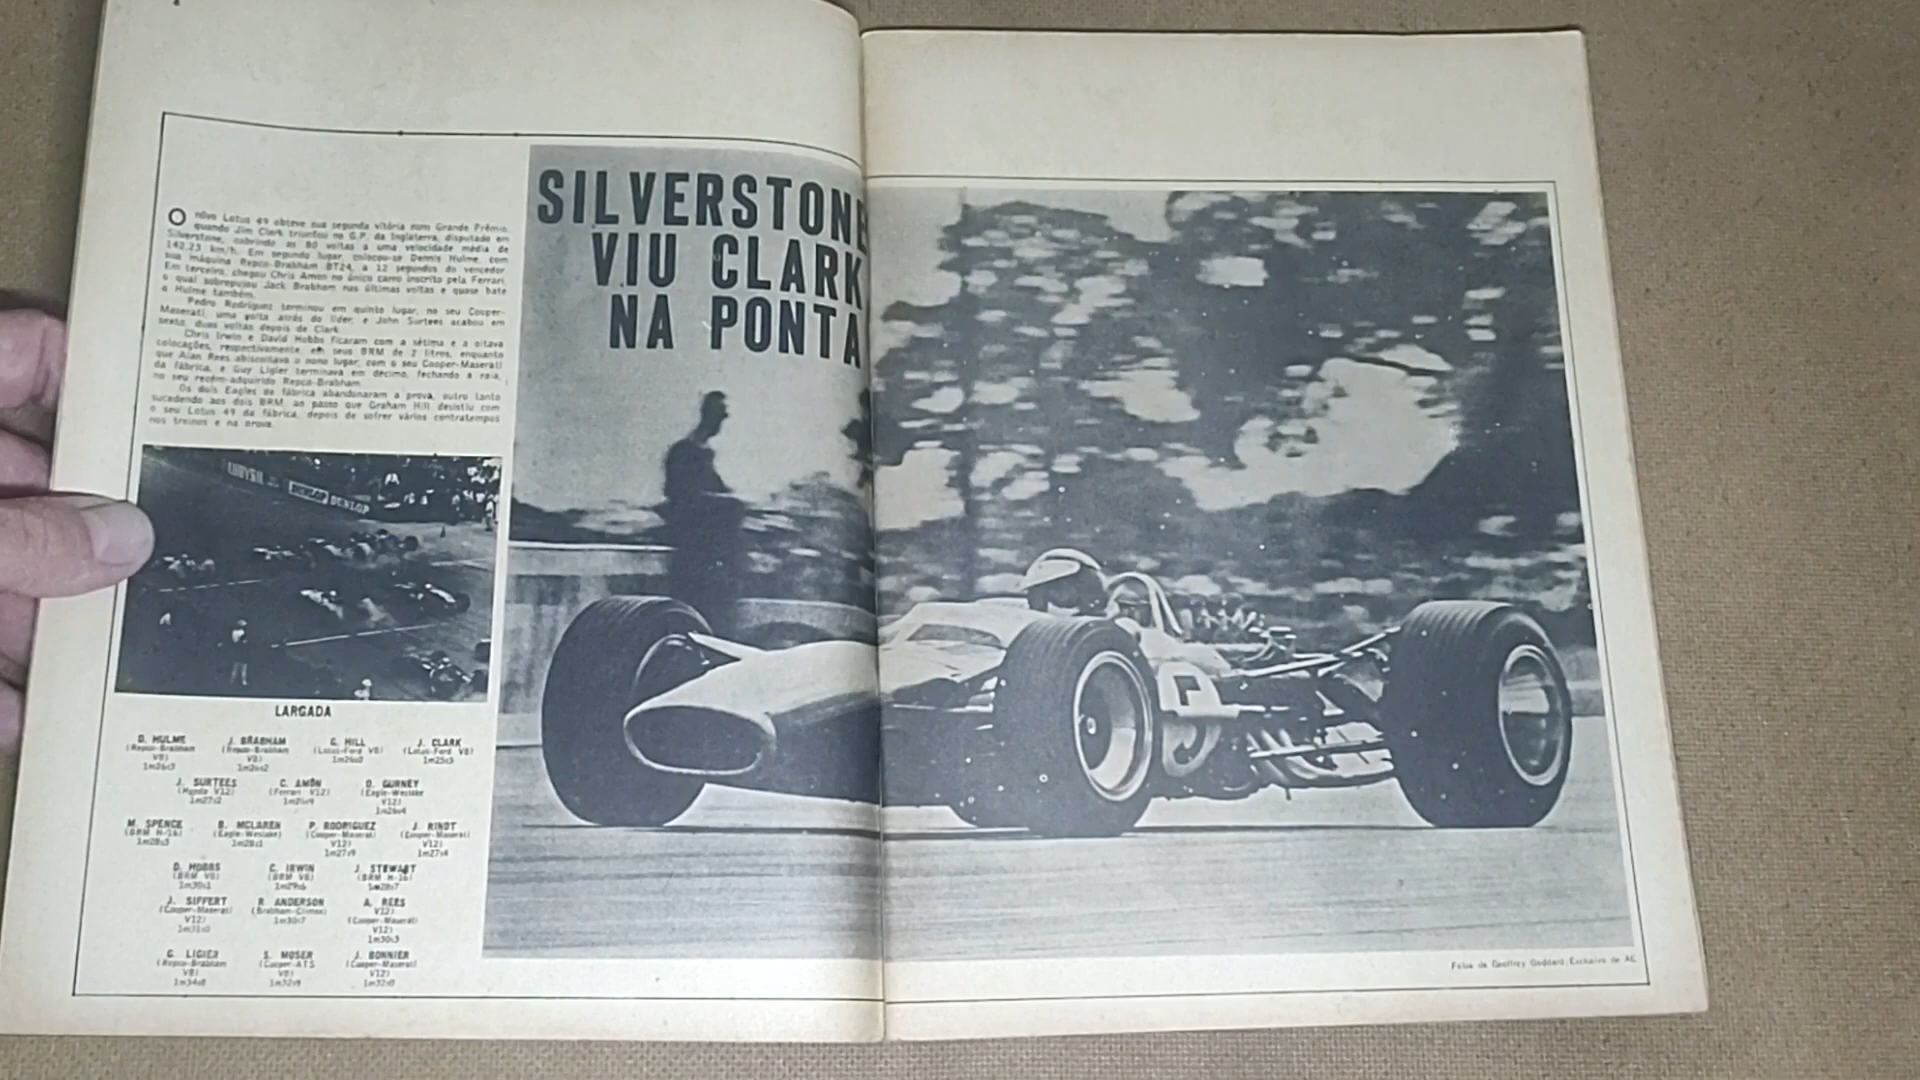 O nôvo Lotus 49 obteve sua segunda vitória num Grande Prêmio,
quando Jim Clark triunfou no G.P. da Inglaterra, disputado em
Silverstone, cobrindo as 80 voltas a uma velocidade média de
142,23 km/h. Em segundo lugar, colocou-se Dennis Hulme, com
sua máquina Repco-Brabham BT24, a 12 segundos do vencedor.
Em terceiro, chegou Chris Amon no único carro inscrito pela Ferrari,
o qual sobrepujou Jack Brabham nas últimas voltas e quase bate
a Hulme também.
Pedro Rodriguez terminou em quinto lugar, no seu Cooper-
Maserati, uma volta atrás do líder, e John Surtees acabou em
sexto, duas voltas depois de Clark.
Chris Irwin e David Hobbs ficaram com a sétima e a oitava
colocações, respectivamente, em seus BRM de 2 litros, enquanto
que Alan Rees abiscoitava o nono lugar, com o seu Cooper-Maserati
da fábrica, e Guy Ligier terminava em décimo, fechando a raia,
no seu recém-adquirido Repco-Brabham.
Os dois Eagles de fábrica abandonaram a prova, outro tanto
sucedendo aos dois BRM, ao passo que Graham Hill desistiu com
o seu Lotus 49 da fábrica, depois de sofrer vários contratempos
nos treinos e na prova.
SILVERSTONE
VIU CLARK
NA PONTA
DUNLOP DUNLOP
LARGADA
D. HULME J. BRABHAM G. HILL J. CLARK
(Repco-Brabham (Repco-Brabham (Lotus-Ford V8) (Lotus-Ford V8)
V8) V8) 1m26s0 1m25s3
1m26s3 1m26s2
J. SURTEES C. AMON D. GURNEY
(Honda V12) (Ferrari V12) (Eagle-Weslake
1m27s2 1m26s9 V12)
1m26s4
M. SPENCE B. MCLAREN P. RODRIGUEZ J. RINDT
(BRM H-16) (Eagle-Weslake) (Cooper-Maserati (Cooper-Maserati
1m28s3 1m28s1 V12) V12)
1m27s9 1m27s4
D. HOBBS C. IRWIN J. STEWART
(BRM V8) (BRM V8) (BRM H-16)
1m30s1 1m29s6 1m28s7
J. SIFFERT R. ANDERSON A. REES
(Cooper-Maserati (Brabham-Climax) V12)
V12) 1m30s7 (Cooper-Maserati
1m31s0 V12)
1m30s3
G. LIGIER S. MOSER J. BONNIER
(Repco-Brabham (Cooper-ATS (Cooper-Maserati
V8) V8) V12)
1m34s8 1m32s9 1m32s0
Fotos de Geoffrey Goddard, Exclusivo de AE